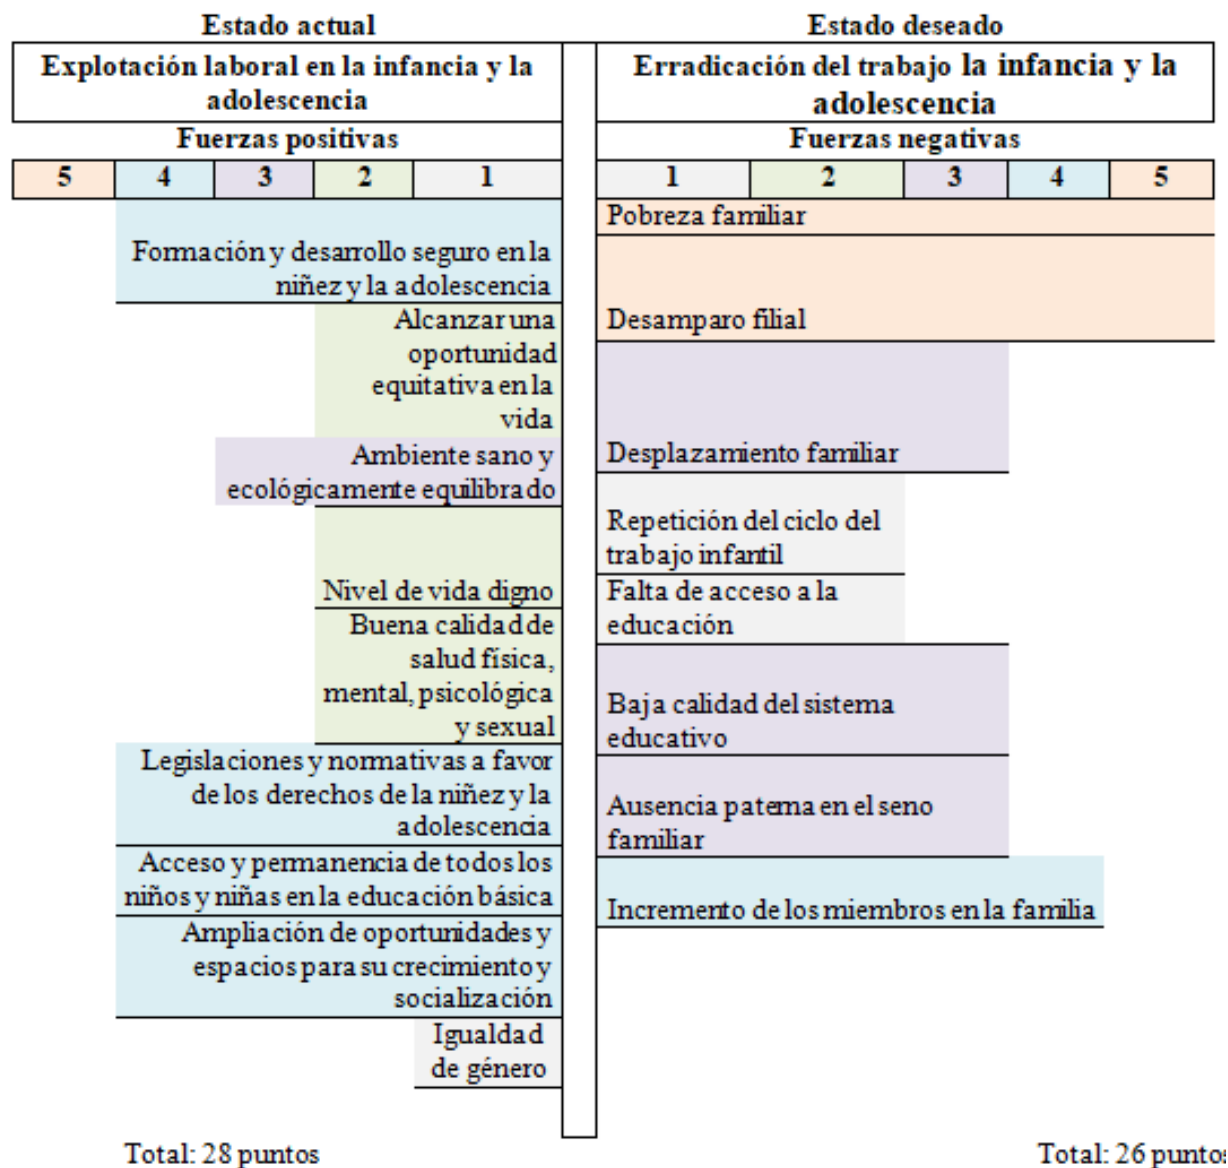 Estado actual
Explotación laboral en la infancia y la
adolescencia
Fuerzas positivas
5 4 3 2 1
Formación y desarrollo seguro en la
niñez y la adolescencia
Alcanzar una
oportunidad
equitativa en la
vida
Ambiente sano y
ecológicamente equilibrado
Nivel de vida digno
Buena calidad de
salud física,
mental, psicológica
y sexual
Legislaciones y normativas a favor
de los derechos de la niñez y la
adolescencia
Acceso y permanencia de todos los
niños y niñas en la educación básica
Ampliación de oportunidades y
espacios para su crecimiento y
socialización
Igualdad
de género
Total: 28 puntos
Estado deseado
Erradicación del trabajo la infancia y la
adolescencia
Fuerzas negativas
1 2 3 4 5
Pobreza familiar
Desamparo filial
Desplazamiento familiar
Repetición del ciclo del
trabajo infantil
Falta de acceso a la
educación
Baja calidad del sistema
educativo
Ausencia paterna en el seno
familiar
Incremento de los miembros en la familia
Total: 26 puntos